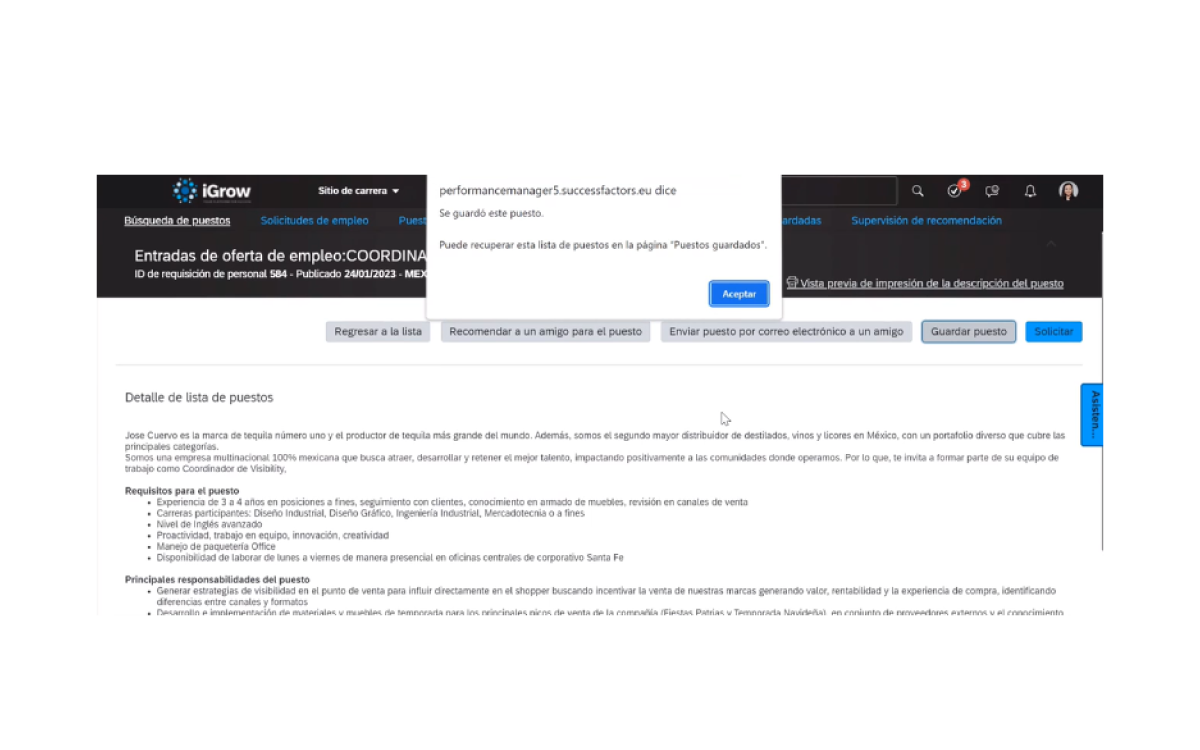 iGrow
Sitio de carrera
performancemanager5.successfactors.eu dice
3
Se guardó este puesto.
Búsqueda de puestos Solicitudes de empleo Puest ardadas Supervisión de recomendación
Puede recuperar esta lista de puestos en la página "Puestos guardados".
Entradas de oferta de empleo:COORDINA
ID de requisición de personal 584 - Publicado 24/01/2023 - MEX
Vista previa de impresión de la descripción del puesto
Aceptar
Regresar a la lista Recomendar a un amigo para el puesto Enviar puesto por correo electrónico a un amigo Guardar puesto Solicitar
Asisten...
Detalle de lista de puestos
Jose Cuervo es la marca de tequila número uno y el productor de tequila más grande del mundo. Además, somos el segundo mayor distribuidor de destilados, vinos y licores en México, con un portafolio diverso que cubre las
principales categorías.
Somos una empresa multinacional 100% mexicana que busca atraer, desarrollar y retener el mejor talento, impactando positivamente a las comunidades donde operamos. Por lo que, te invita a formar parte de su equipo de
trabajo como Coordinador de Visibility,
Requisitos para el puesto
• Experiencia de 3 a 4 años en posiciones a fines, seguimiento con clientes, conocimiento en armado de muebles, revisión en canales de venta
• Carreras participantes: Diseño Industrial, Diseño Gráfico, Ingeniería Industrial, Mercadotecnia o a fines
• Nivel de Inglés avanzado
• Proactividad, trabajo en equipo, innovación, creatividad
• Manejo de paquetería Office
• Disponibilidad de laborar de lunes a viernes de manera presencial en oficinas centrales de corporativo Santa Fe
Principales responsabilidades del puesto
• Generar estrategias de visibilidad en el punto de venta para influir directamente en el shopper buscando incentivar la venta de nuestras marcas generando valor, rentabilidad y la experiencia de compra, identificando
diferencias entre canales y formatos
• Desarrollo e implementación de materiales y muebles de temporada para los principales picos de venta de la compañía (Fiestas Patrias y Temporada Navideña), en conjunto de proveedores externos y el conocimiento